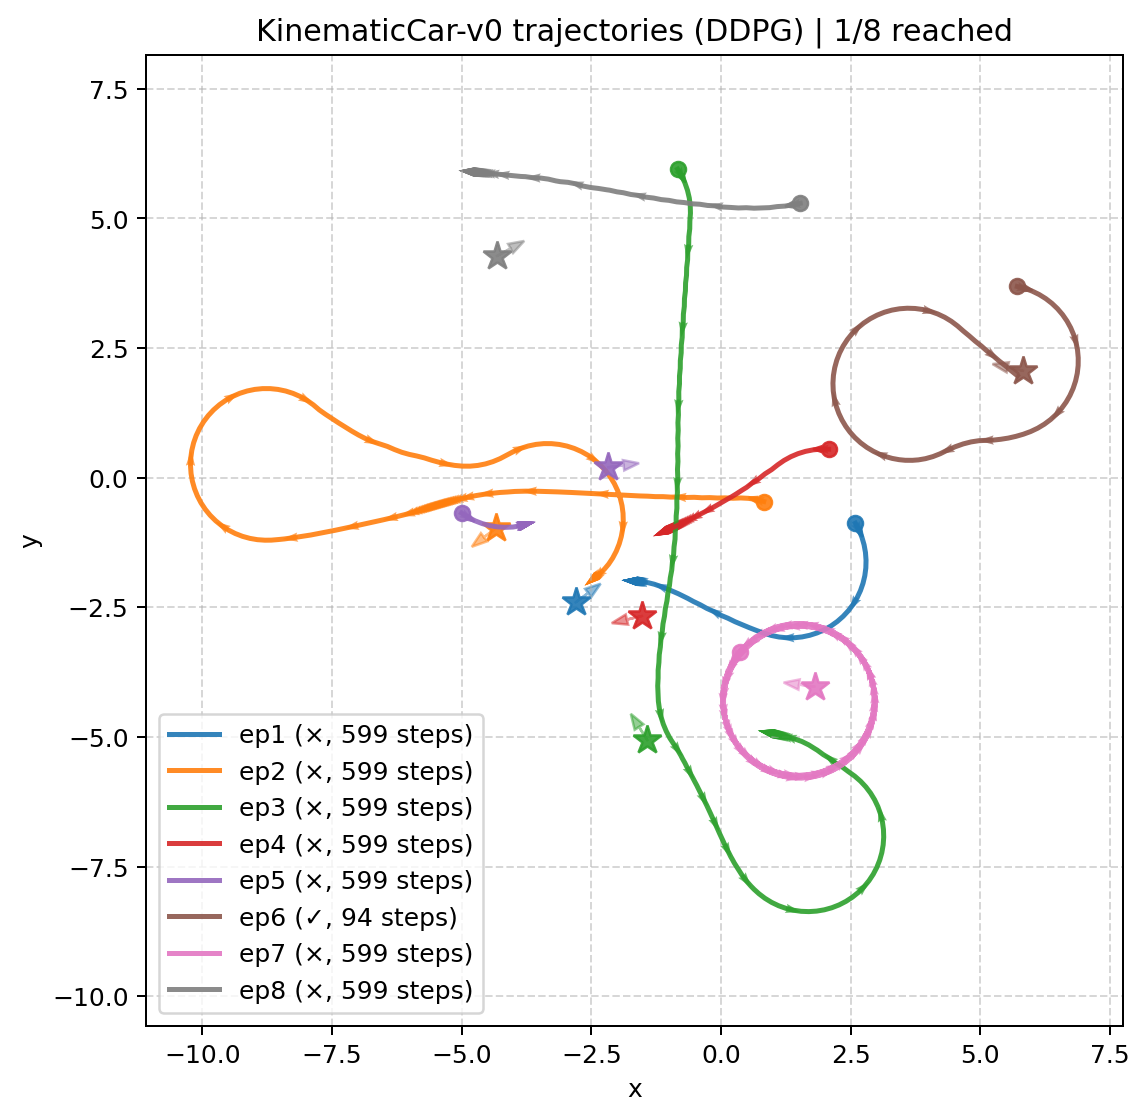 KinematicCar-v0 trajectories (DDPG) | 1/8 reached
7.5
5.0
2.5
0.0
−2.5
−5.0
−7.5
−10.0
y
ep1 (×, 599 steps)
ep2 (×, 599 steps)
ep3 (×, 599 steps)
ep4 (×, 599 steps)
ep5 (×, 599 steps)
ep6 (✓, 94 steps)
ep7 (×, 599 steps)
ep8 (×, 599 steps)
−10.0 −7.5 −5.0 −2.5 0.0 2.5 5.0 7.5
x